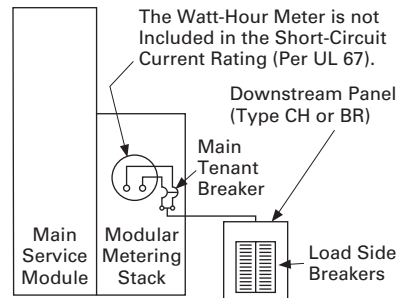 The Watt-Hour Meter is not
Included in the Short-Circuit
Current Rating (Per UL 67).
Downstream Panel
(Type CH or BR)
Main
Tenant
Breaker
Main
Service
Module
Modular
Metering
Stack
Load Side
Breakers